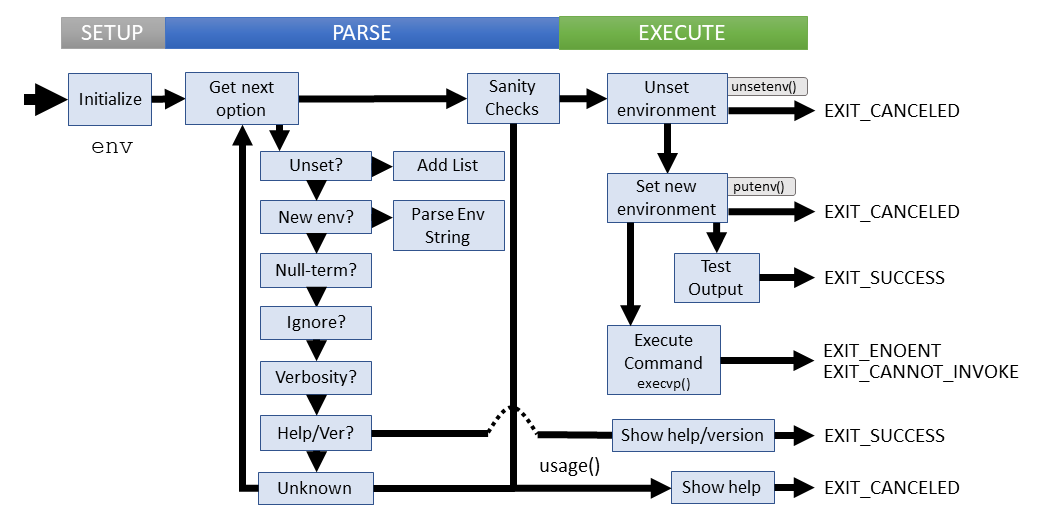 SETUP
PARSE
EXECUTE
Initialize
env
Get next
option
Sanity
Checks
Unset
environment
unsetenv()
EXIT_CANCELED
Unset?
Add List
New env?
Parse Env
String
Set new
environment
putenv()
EXIT_CANCELED
Null-term?
Test
Output
EXIT_SUCCESS
Ignore?
Execute
Command
execvp()
EXIT_ENOENT
EXIT_CANNOT_INVOKE
Verbosity?
Help/Ver?
Show help/version
EXIT_SUCCESS
usage()
Unknown
Show help
EXIT_CANCELED